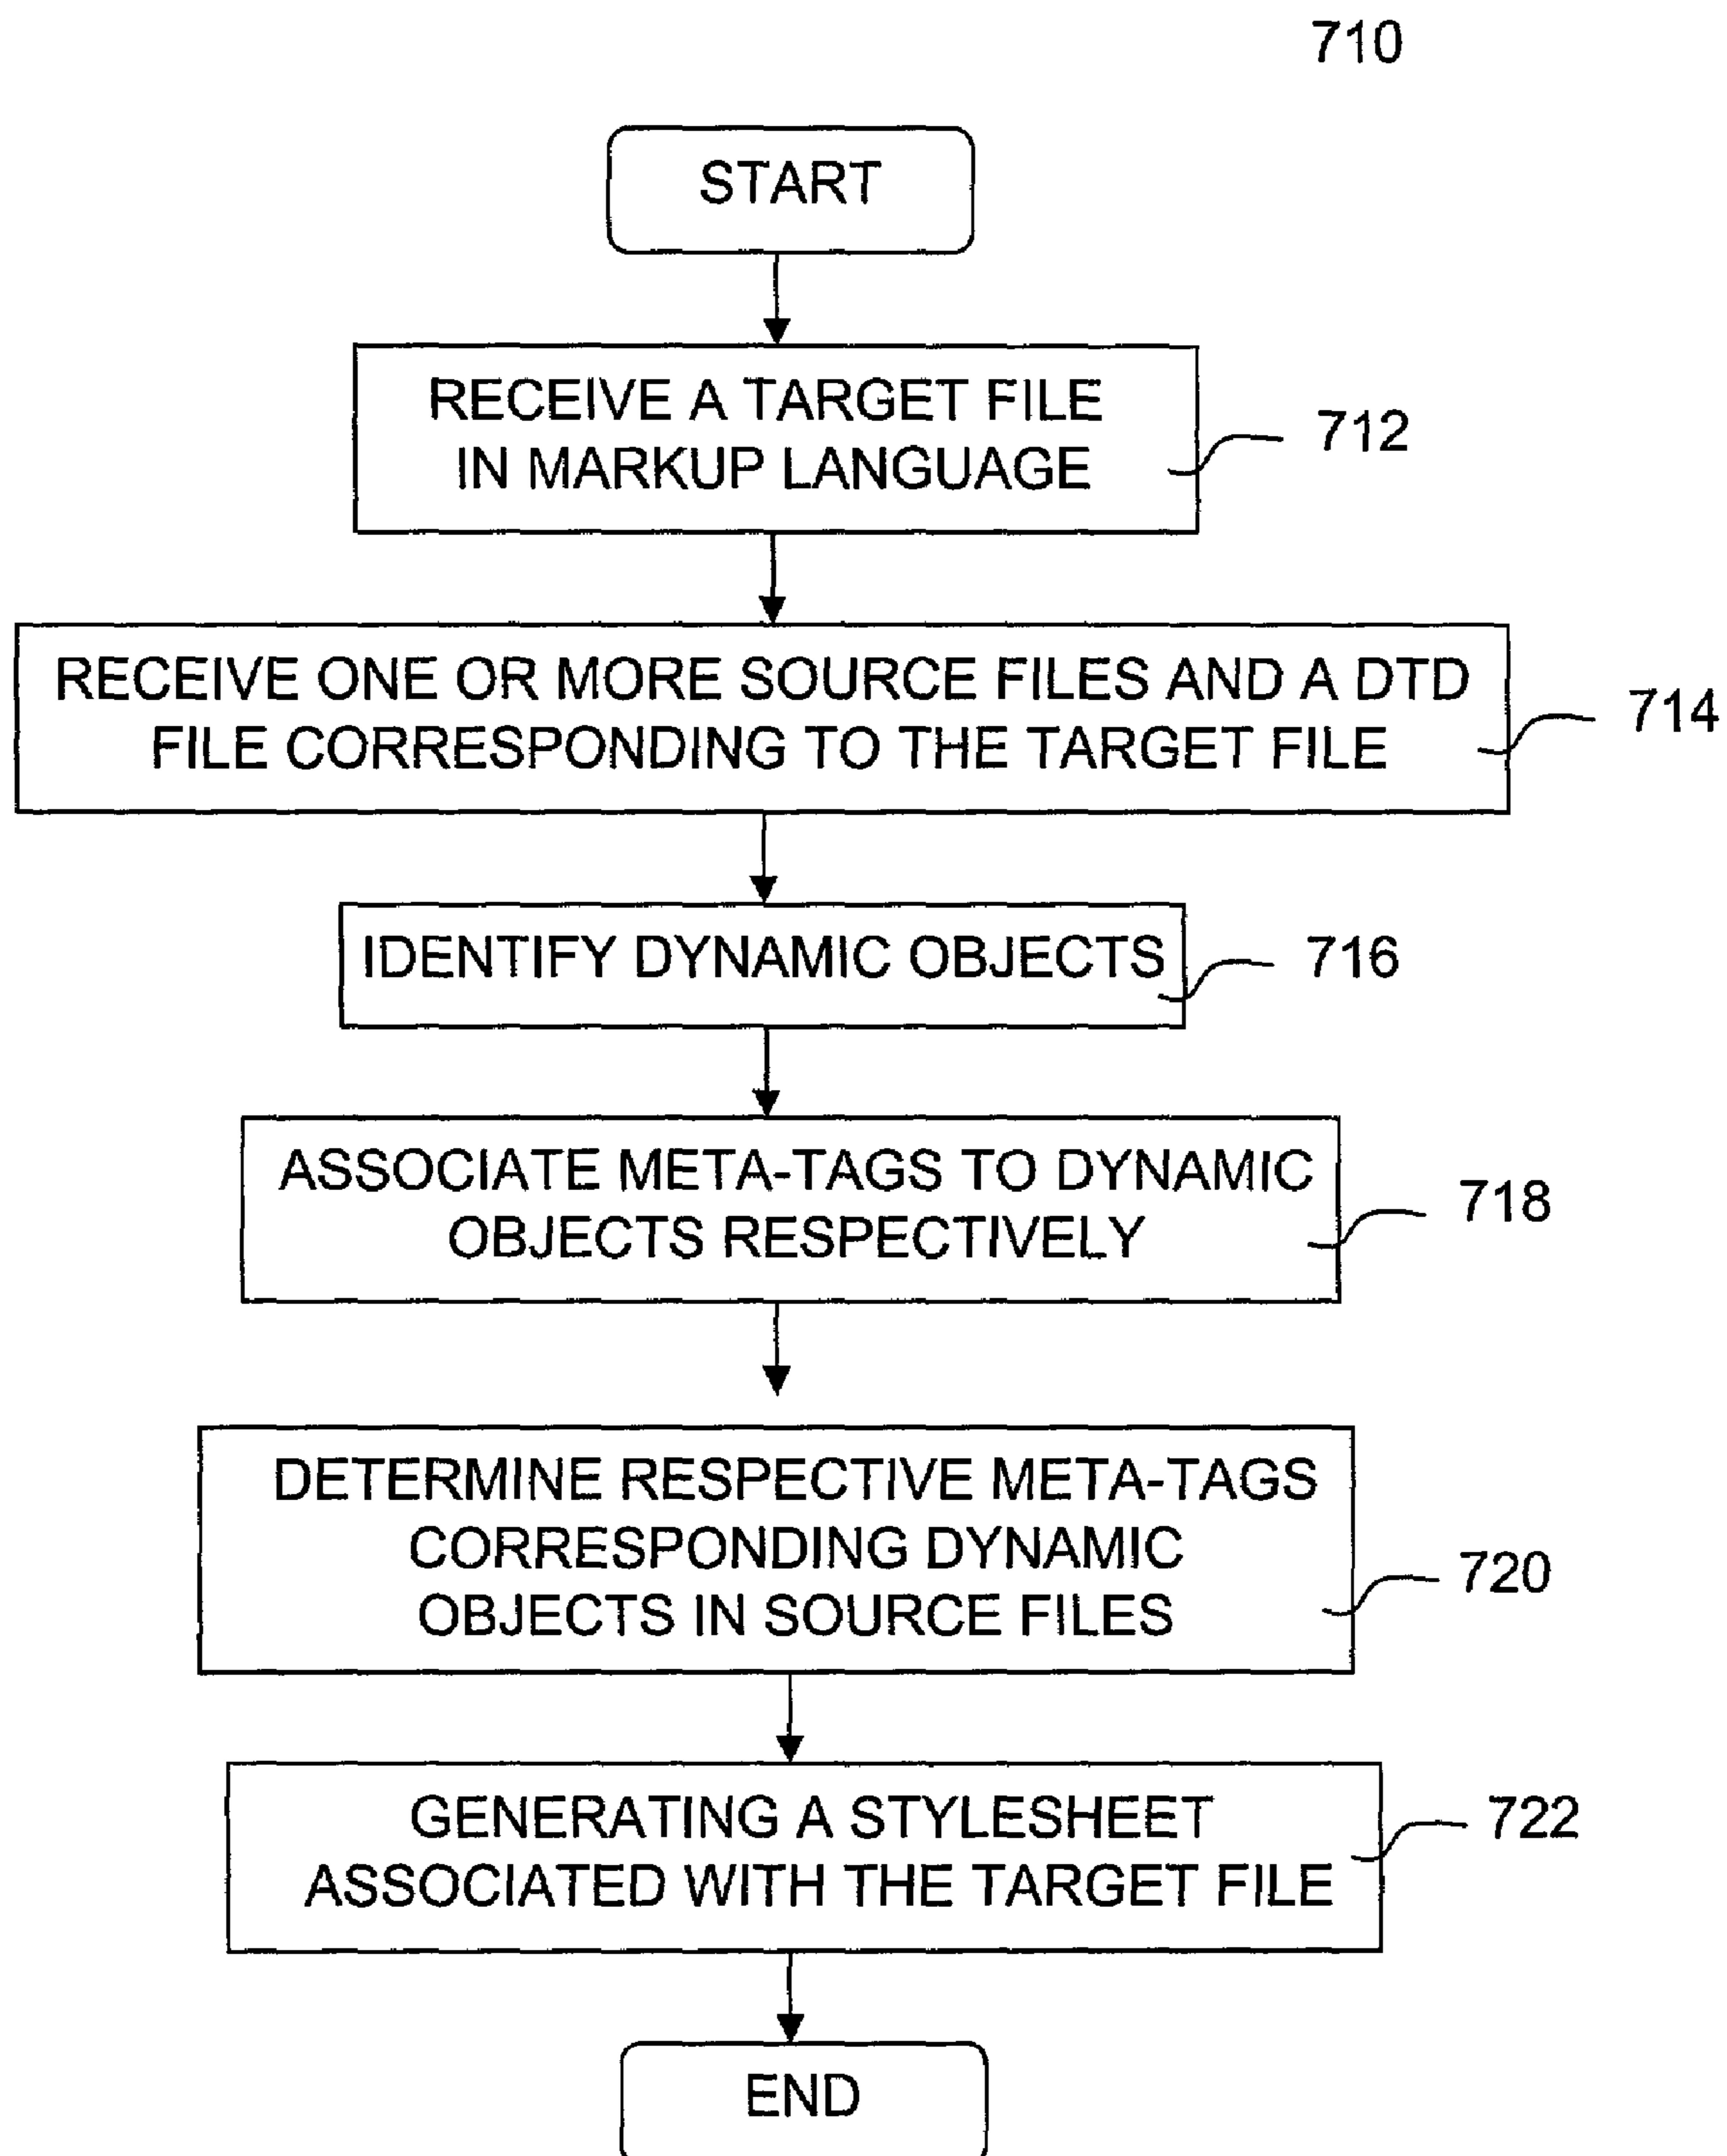 710
START
RECEIVE A TARGET FILE
IN MARKUP LANGUAGE
712
RECEIVE ONE OR MORE SOURCE FILES AND A DTD
FILE CORRESPONDING TO THE TARGET FILE
714
IDENTIFY DYNAMIC OBJECTS
716
ASSOCIATE META-TAGS TO DYNAMIC
OBJECTS RESPECTIVELY
718
DETERMINE RESPECTIVE META-TAGS
CORRESPONDING DYNAMIC
OBJECTS IN SOURCE FILES
720
GENERATING A STYLESHEET
ASSOCIATED WITH THE TARGET FILE
722
END